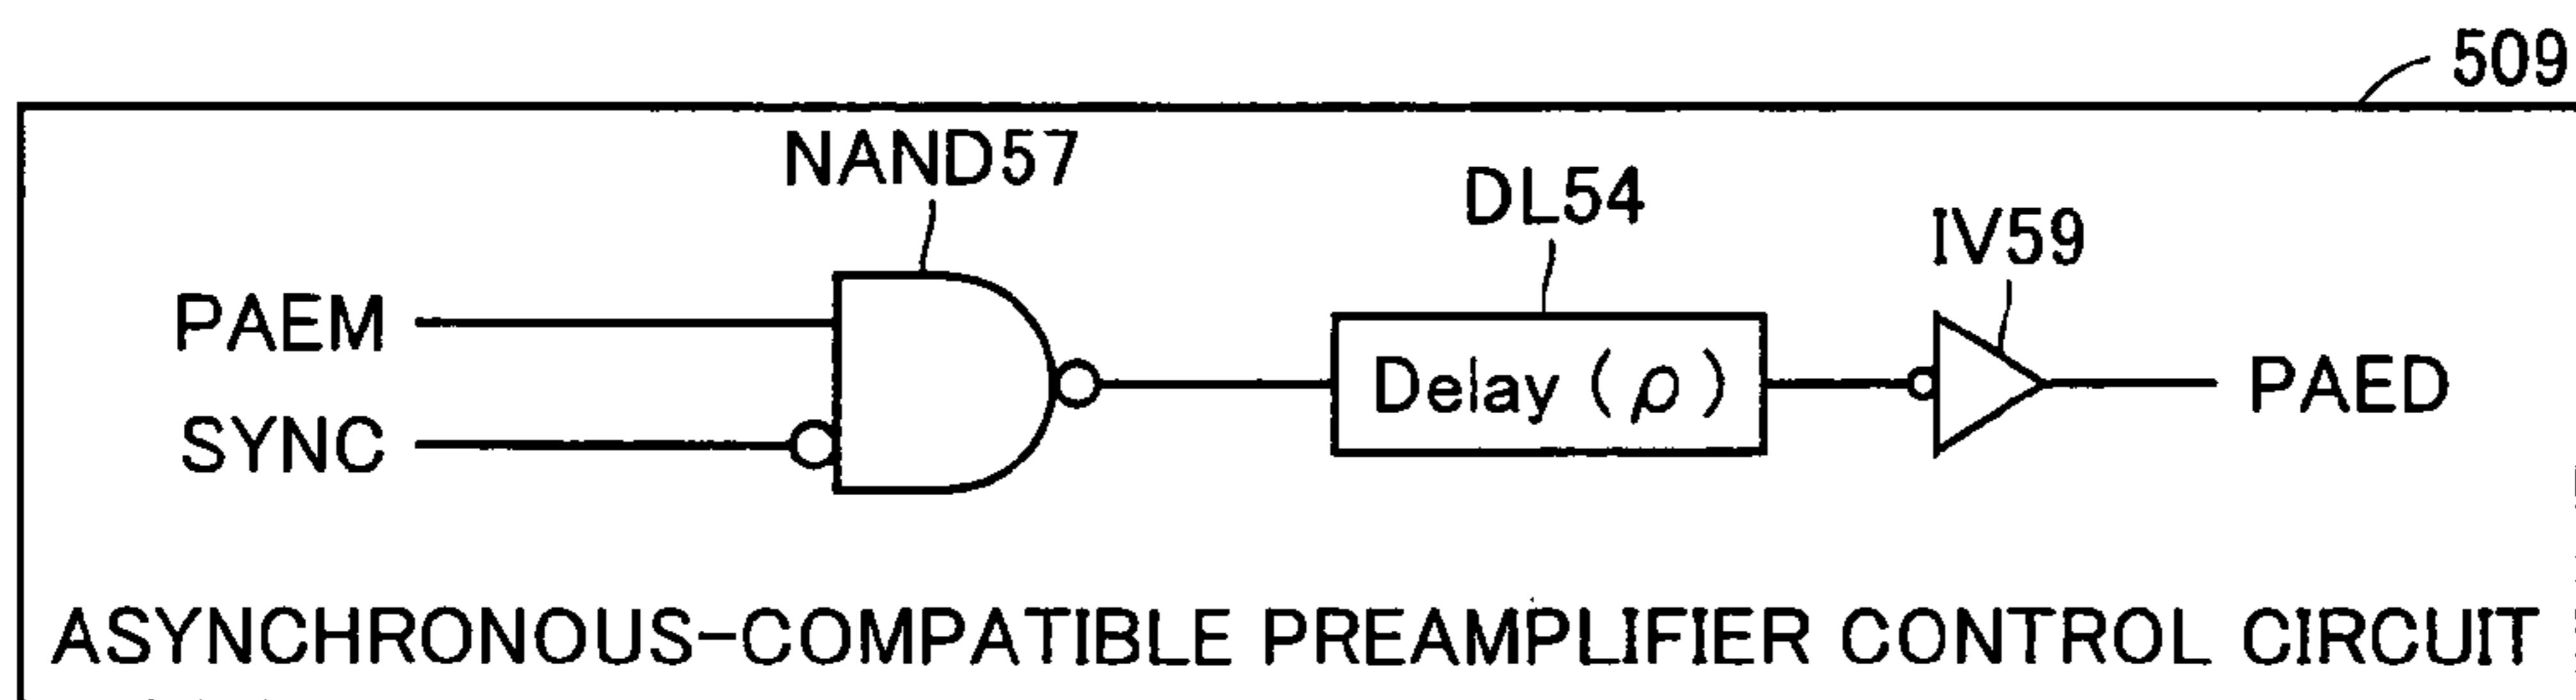 509
NAND57
DL54
IV59
PAEM
SYNC
Delay (ρ)
PAED
ASYNCHRONOUS-COMPATIBLE PREAMPLIFIER CONTROL CIRCUIT